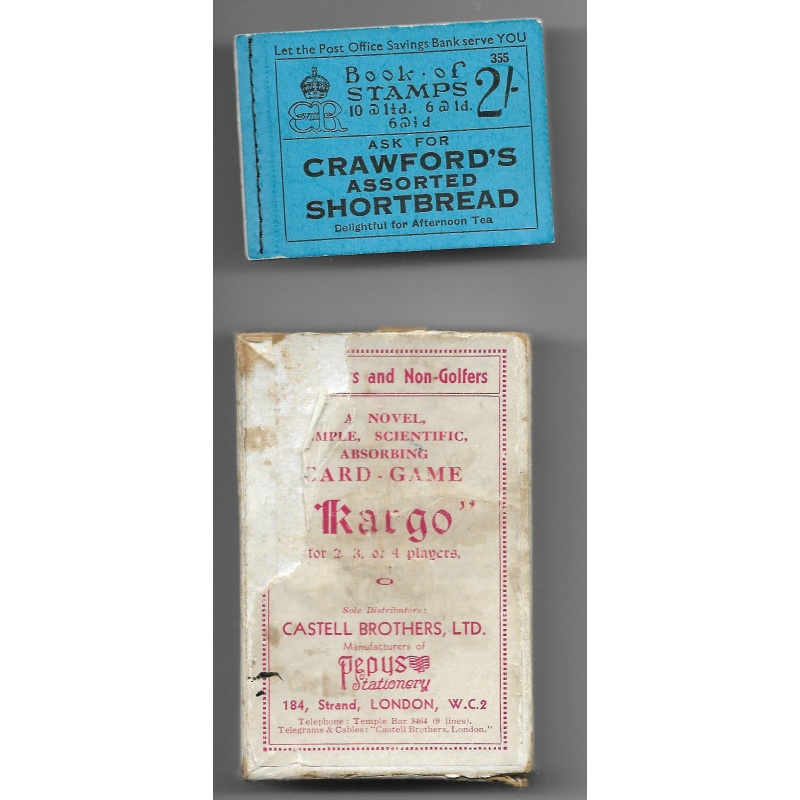 Let the Post Office Savings Bank serve YOU
355
Book · of
STAMPS 2/-
10 @ 1½d. 6 @ 1d.
6 @ ½d
ASK FOR
CRAWFORD'S
ASSORTED
SHORTBREAD
Delightful for Afternoon Tea
's and Non-Golfers
A NOVEL,
MPLE, SCIENTIFIC,
ABSORBING
CARD - GAME
"Kargo"
for 2, 3, or 4 players.
Sole Distributors:
CASTELL BROTHERS, LTD.
Manufacturers of
Pepys
Stationery
184, Strand, LONDON, W.C.2
Telephone: Temple Bar 3464 (9 lines).
Telegrams & Cables: "Castell Brothers, London."